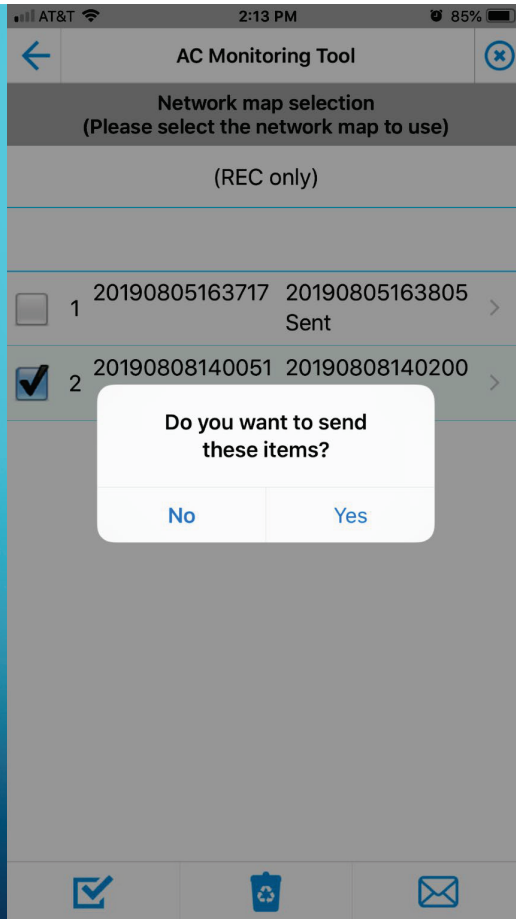 AT&T 2:13 PM 85%
AC Monitoring Tool
Network map selection
(Please select the network map to use)
(REC only)
1 20190805163717 20190805163805
Sent
2 20190808140051 20190808140200
Do you want to send
these items?
No Yes